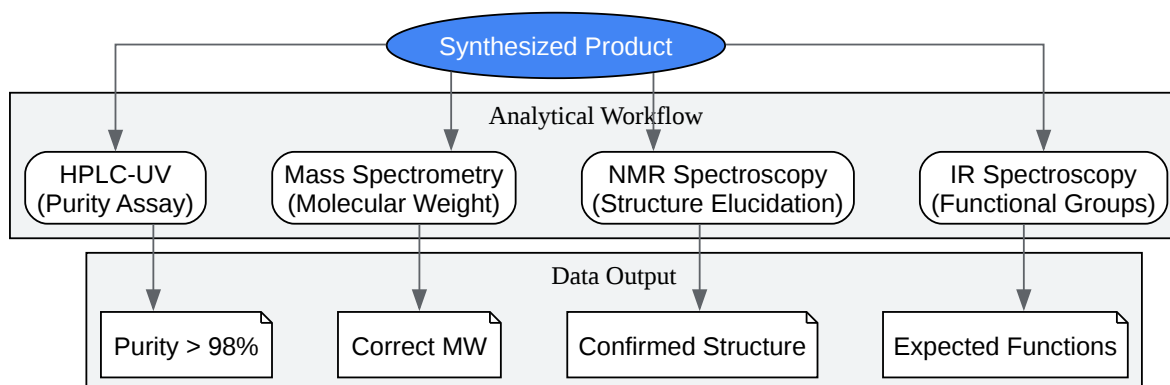 Synthesized Product
Analytical Workflow
HPLC-UV
(Purity Assay)
Mass Spectrometry
(Molecular Weight)
NMR Spectroscopy
(Structure Elucidation)
IR Spectroscopy
(Functional Groups)
Data Output
Purity > 98%
Correct MW
Confirmed Structure
Expected Functions